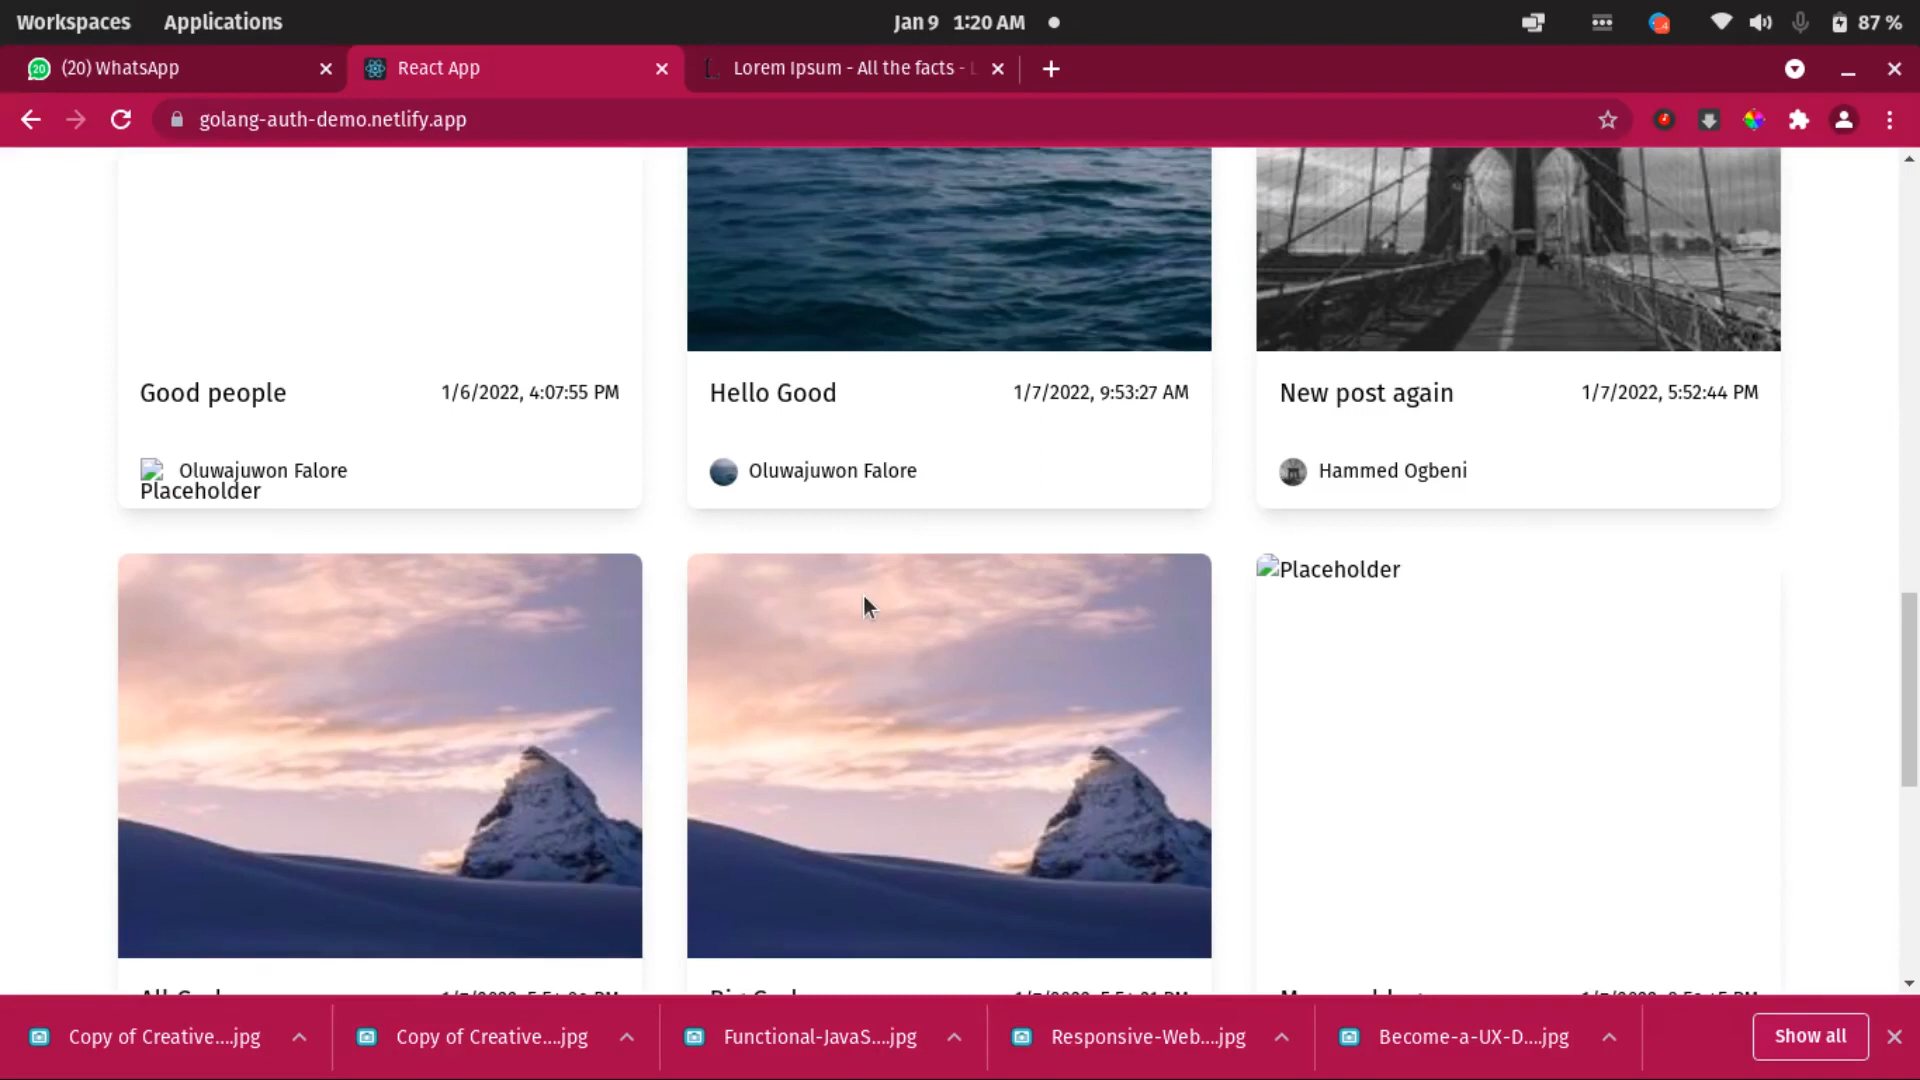 Workspaces Applications Jan 9 1:20 AM 87 %
(20) WhatsApp React App Lorem Ipsum - All the facts -
golang-auth-demo.netlify.app
Good people 1/6/2022, 4:07:55 PM Hello Good 1/7/2022, 9:53:27 AM New post again 1/7/2022, 5:52:44 PM
Oluwajuwon Falore Oluwajuwon Falore Hammed Ogbeni
Placeholder
Placeholder
Copy of Creative....jpg Copy of Creative....jpg Functional-JavaS....jpg Responsive-Web....jpg Become-a-UX-D....jpg Show all